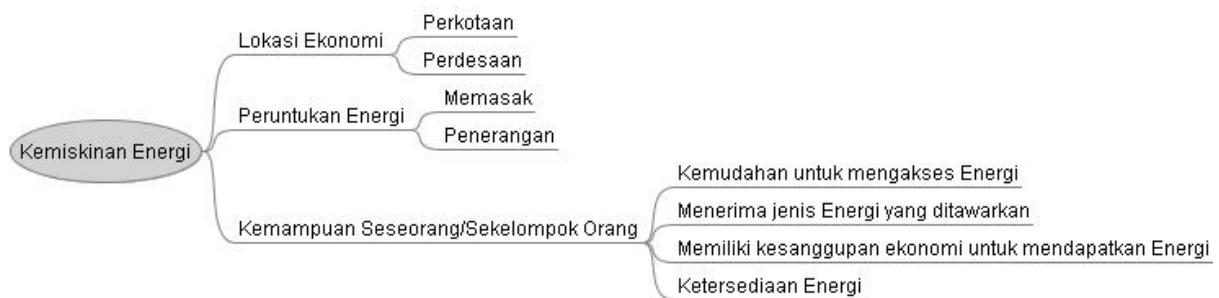 Kemiskinan Energi
Lokasi Ekonomi
Perkotaan
Perdesaan
Peruntukan Energi
Memasak
Penerangan
Kemampuan Seseorang/Sekelompok Orang
Kemudahan untuk mengakses Energi
Menerima jenis Energi yang ditawarkan
Memiliki kesanggupan ekonomi untuk mendapatkan Energi
Ketersediaan Energi